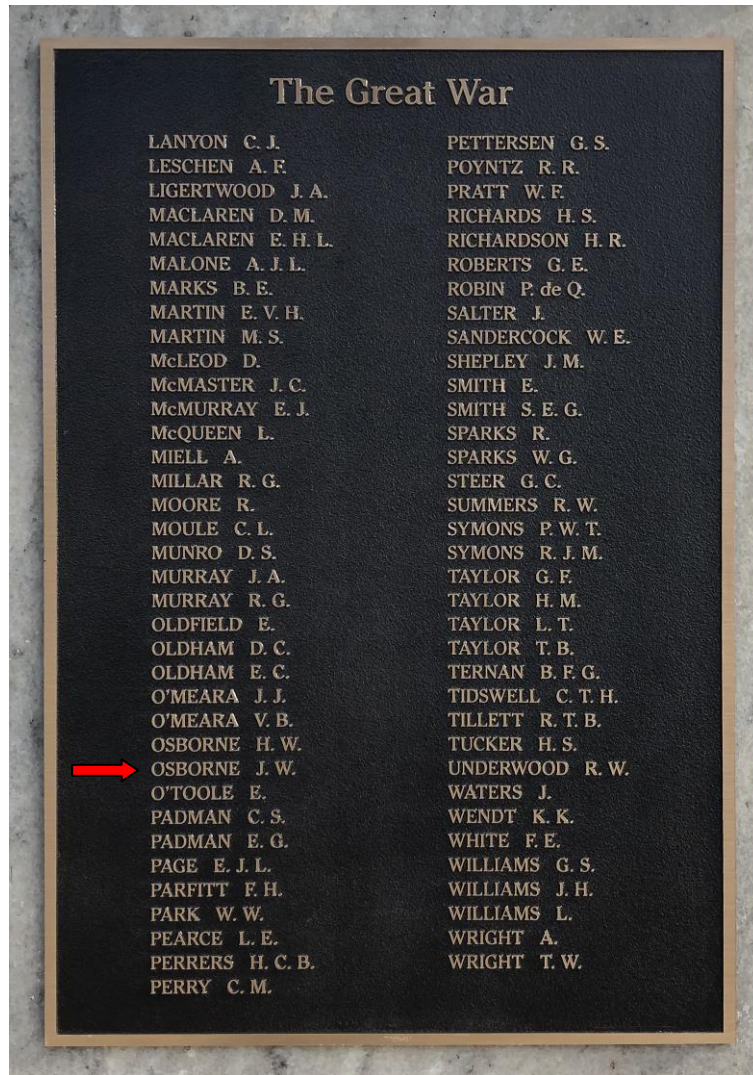 The Great War
LANYON C. J.
LESCHEN A. F.
LIGERTWOOD J. A.
MACLAREN D. M.
MACLAREN E. H. L.
MALONE A. J. L.
MARKS B. E.
MARTIN E. V. H.
MARTIN M. S.
McLEOD D.
McMASTER J. C.
McMURRAY E. J.
McQUEEN L.
MIELL A.
MILLAR R. G.
MOORE R.
MOULE C. L.
MUNRO D. S.
MURRAY J. A.
MURRAY R. G.
OLDFIELD E.
OLDHAM D. C.
OLDHAM E. C.
O'MEARA J. J.
O'MEARA V. B.
OSBORNE H. W.
OSBORNE J. W.
O'TOOLE E.
PADMAN C. S.
PADMAN E. G.
PAGE E. J. L.
PARFITT F. H.
PARK W. W.
PEARCE L. E.
PERRERS H. C. B.
PERRY C. M.
PETTERSEN G. S.
POYNTZ R. R.
PRATT W. F.
RICHARDS H. S.
RICHARDSON H. R.
ROBERTS G. E.
ROBIN P. de Q.
SALTER J.
SANDERCOCK W. E.
SHEPLEY J. M.
SMITH E.
SMITH S. E. G.
SPARKS R.
SPARKS W. G.
STEER G. C.
SUMMERS R. W.
SYMONS P. W. T.
SYMONS R. J. M.
TAYLOR G. F.
TAYLOR H. M.
TAYLOR L. T.
TAYLOR T. B.
TERNAN B. F. G.
TIDSWELL C. T. H.
TILLETT R. T. B.
TUCKER H. S.
UNDERWOOD R. W.
WATERS J.
WENDT K. K.
WHITE F. E.
WILLIAMS G. S.
WILLIAMS J. H.
WILLIAMS L.
WRIGHT A.
WRIGHT T. W.